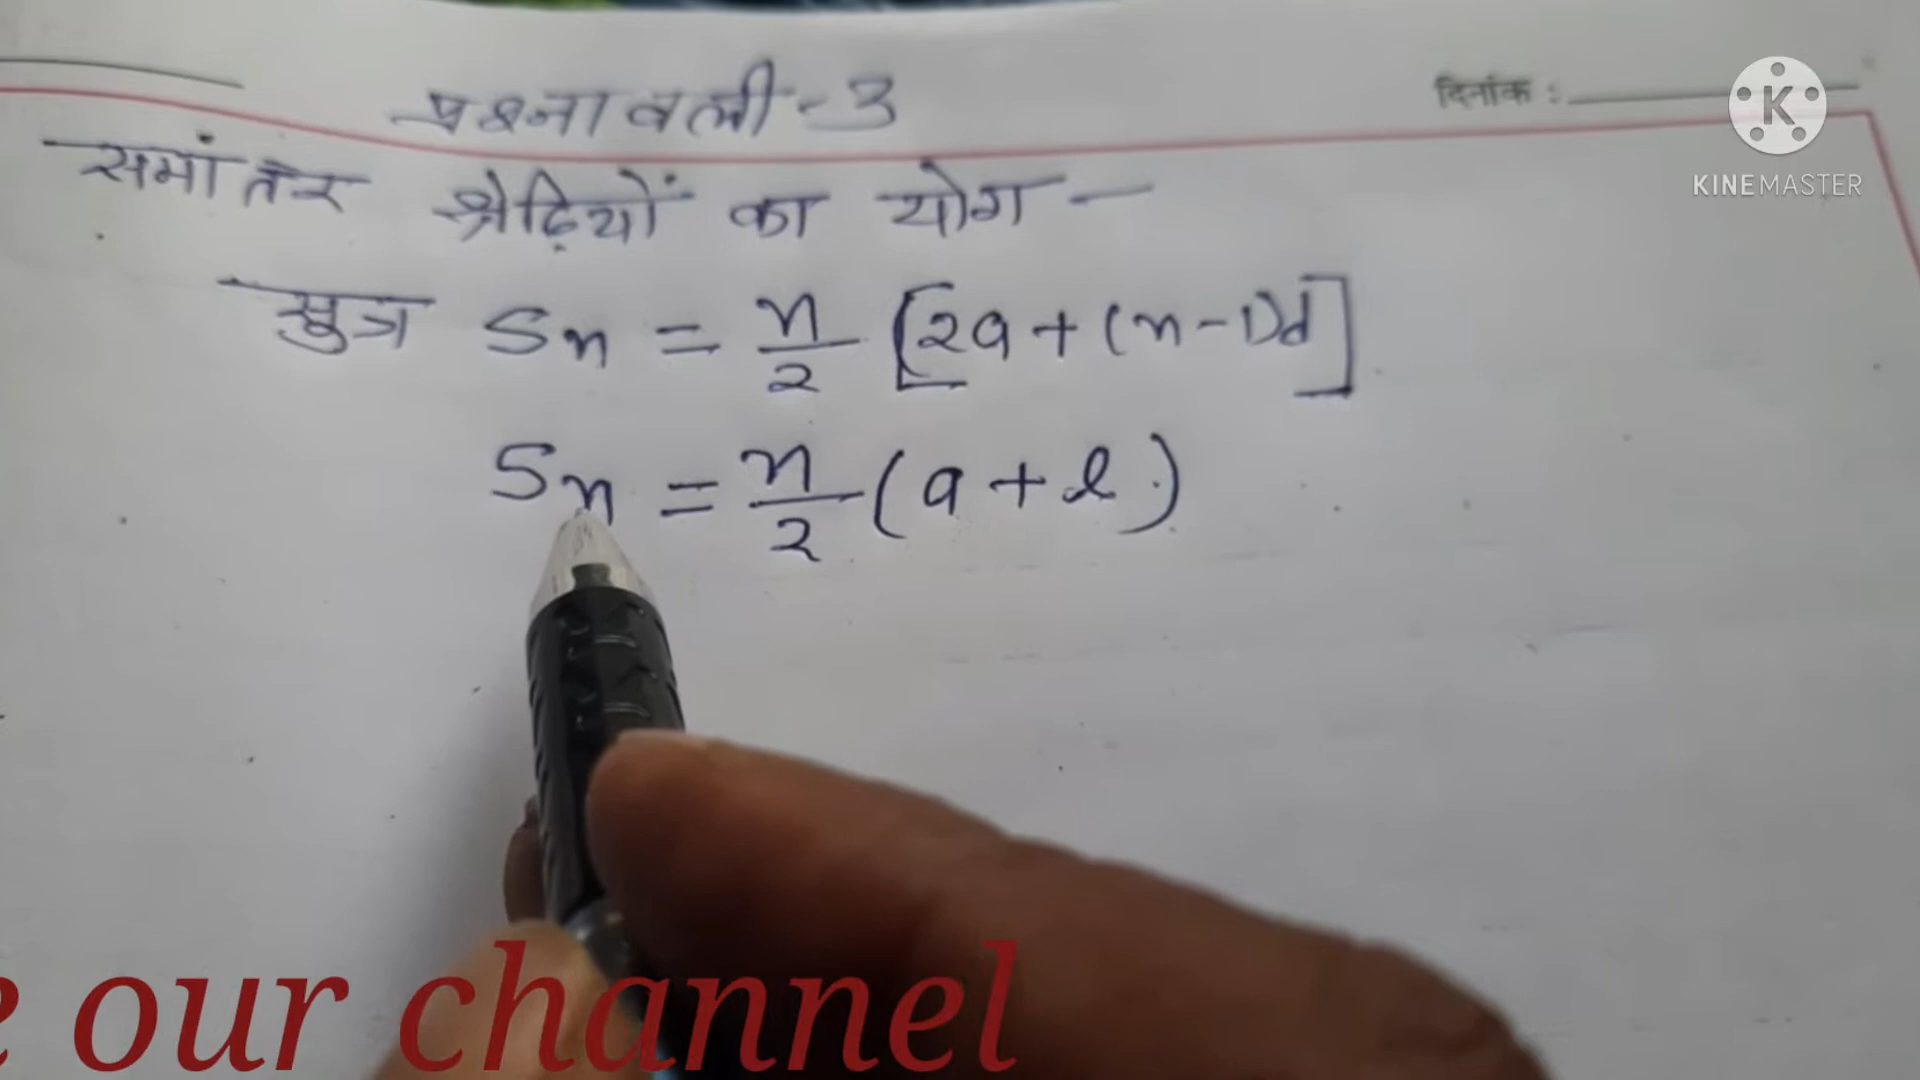 प्रश्नावली-3
दिनांक :
KINEMASTER
समांतर श्रेढ़ियों का योग -
सुत्र Sn = n/2 [2a + (n-1)d]
Sn = n/2 (a + l)
e our channel